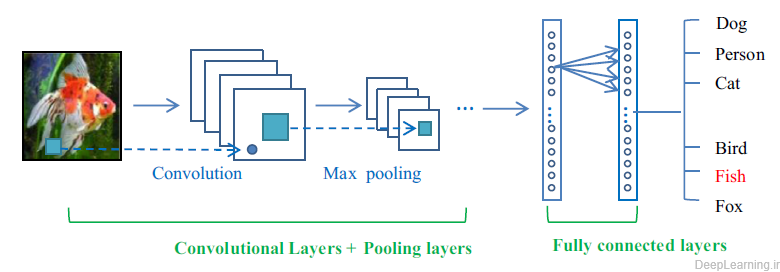 Dog
Person
Cat
Bird
Fish
Fox
Convolution
Max pooling
...
Convolutional Layers + Pooling layers
Fully connected layers
DeepLearning.ir